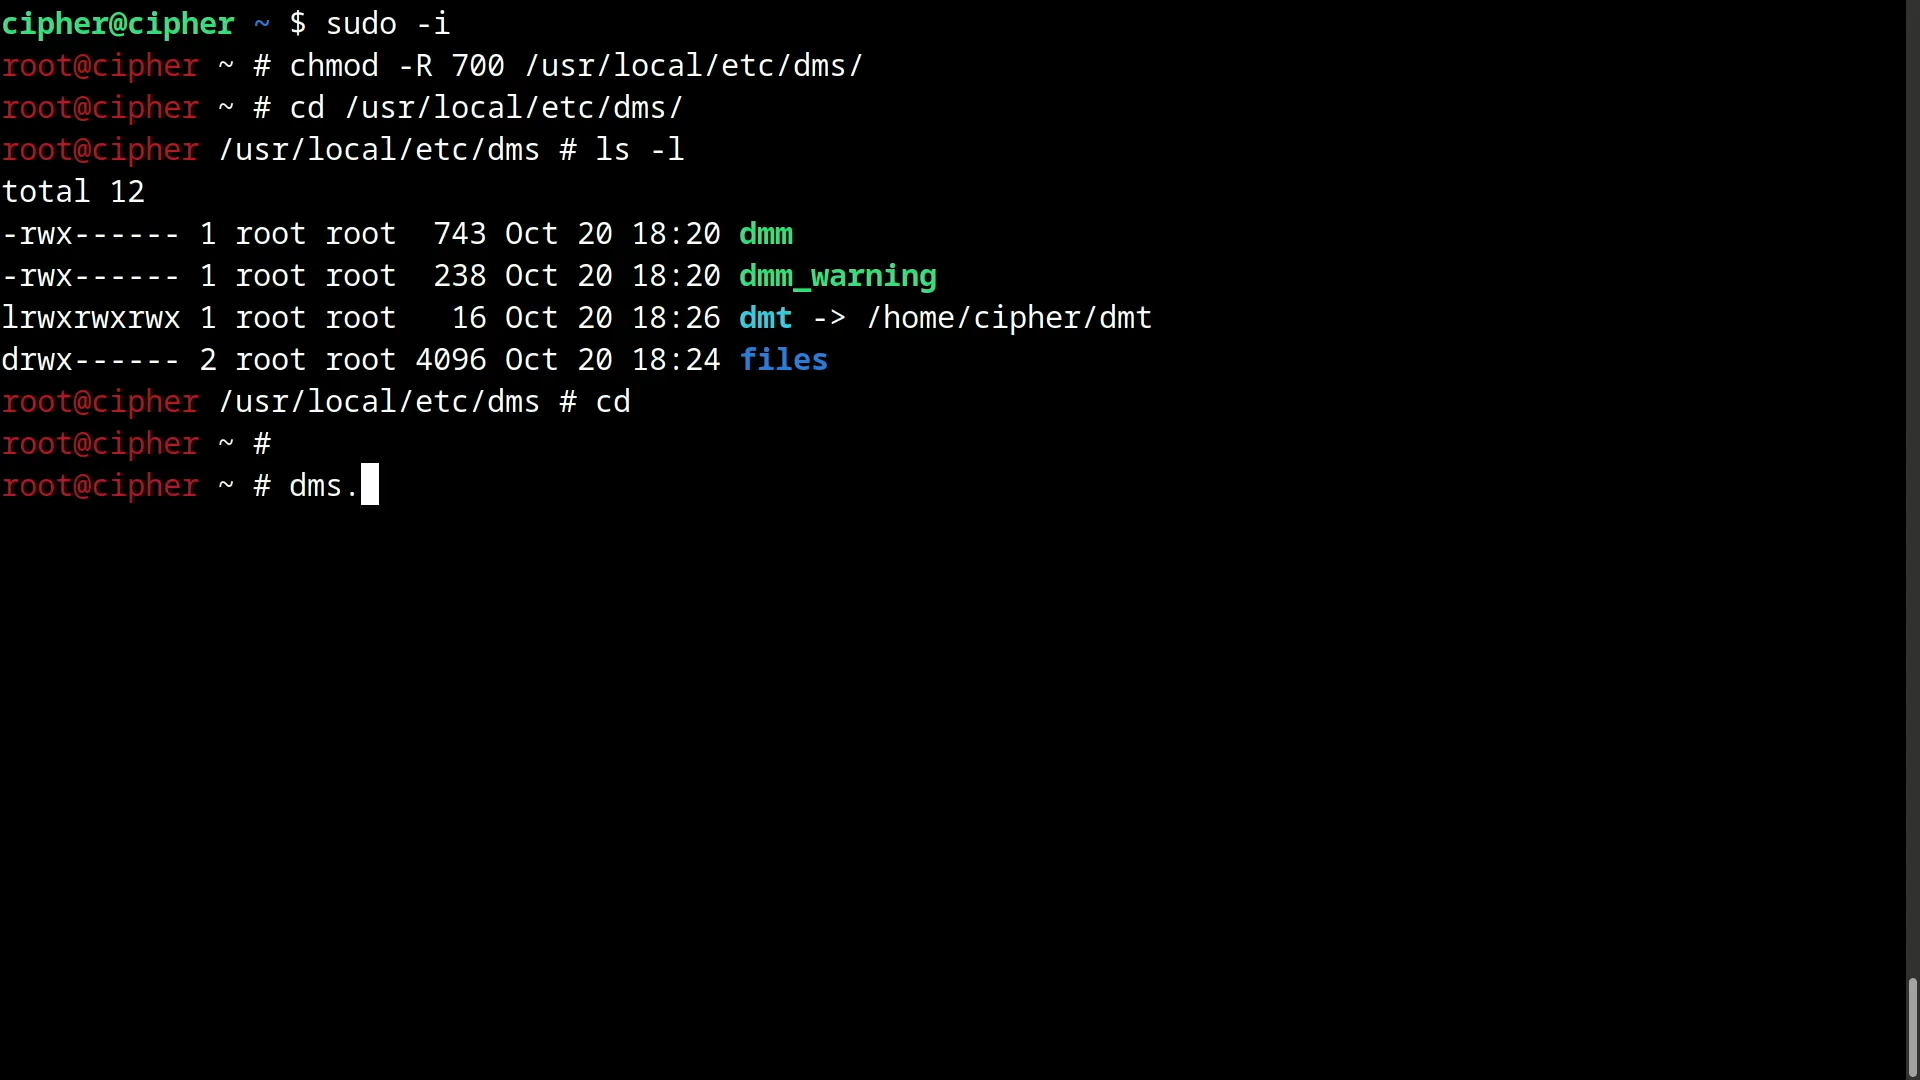 cipher@cipher ~ $ sudo -i
root@cipher ~ # chmod -R 700 /usr/local/etc/dms/
root@cipher ~ # cd /usr/local/etc/dms/
root@cipher /usr/local/etc/dms # ls -l
total 12
-rwx------ 1 root root  743 Oct 20 18:20 dmm
-rwx------ 1 root root  238 Oct 20 18:20 dmm_warning
lrwxrwxrwx 1 root root   16 Oct 20 18:26 dmt -> /home/cipher/dmt
drwx------ 2 root root 4096 Oct 20 18:24 files
root@cipher /usr/local/etc/dms # cd
root@cipher ~ #
root@cipher ~ # dms.